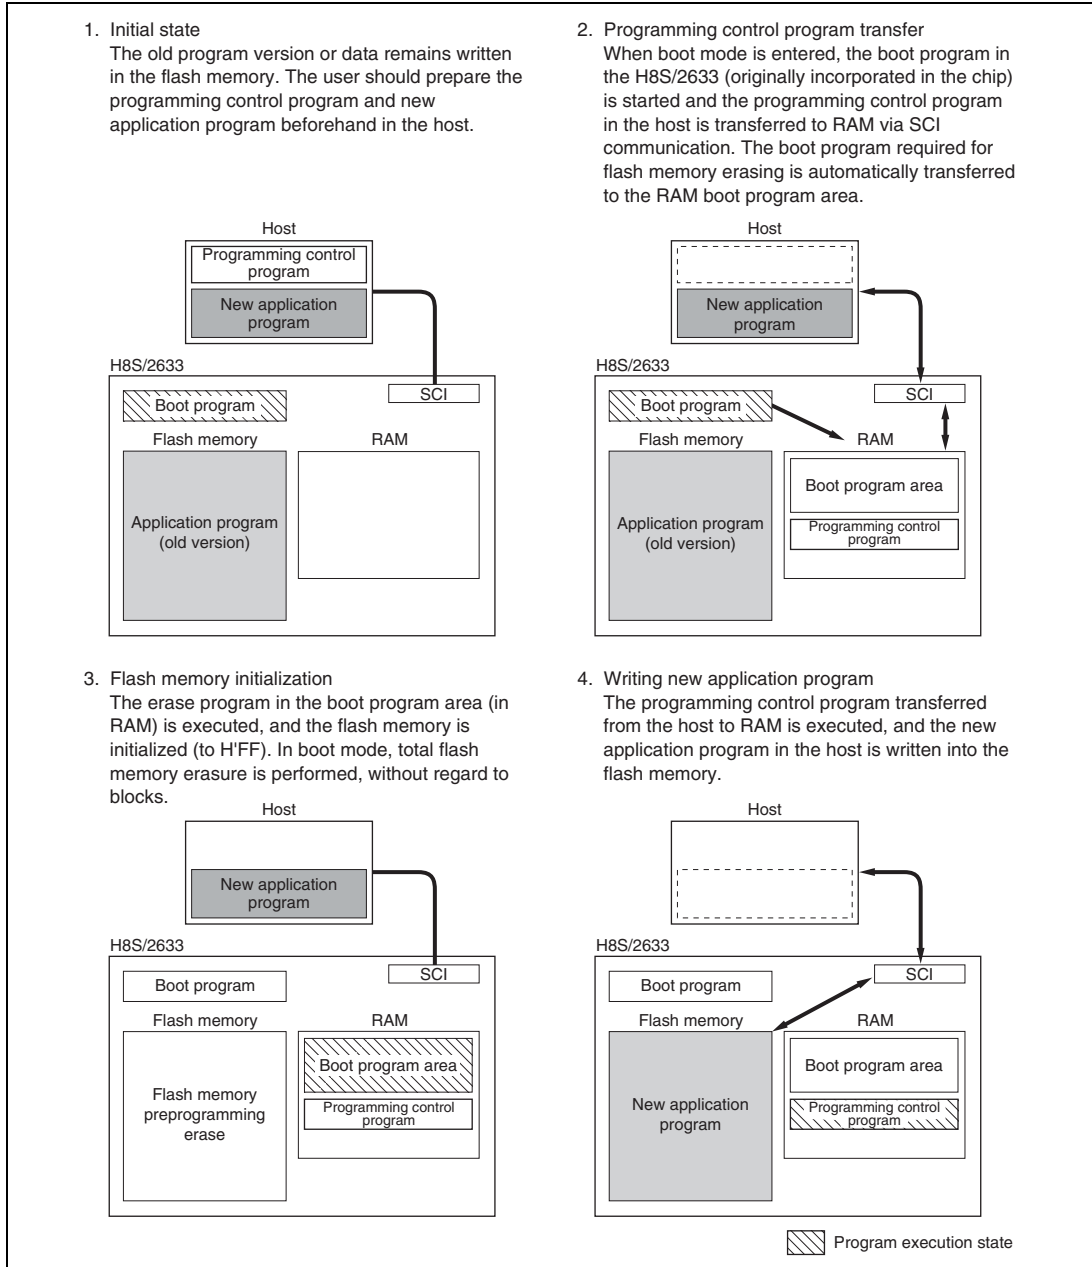 1. Initial state
The old program version or data remains written
in the flash memory. The user should prepare the
programming control program and new
application program beforehand in the host.
Host
Programming control
program
New application
program
H8S/2633
SCI
Boot program
Flash memory
RAM
Application program
(old version)
2. Programming control program transfer
When boot mode is entered, the boot program in
the H8S/2633 (originally incorporated in the chip)
is started and the programming control program
in the host is transferred to RAM via SCI
communication. The boot program required for
flash memory erasing is automatically transferred
to the RAM boot program area.
Host
New application
program
H8S/2633
SCI
Boot program
Flash memory
RAM
Boot program area
Application program
(old version)
Programming control
program
3. Flash memory initialization
The erase program in the boot program area (in
RAM) is executed, and the flash memory is
initialized (to H'FF). In boot mode, total flash
memory erasure is performed, without regard to
blocks.
Host
New application
program
H8S/2633
SCI
Boot program
Flash memory
RAM
Boot program area
Flash memory
preprogramming
erase
Programming control
program
4. Writing new application program
The programming control program transferred
from the host to RAM is executed, and the new
application program in the host is written into the
flash memory.
Host
H8S/2633
SCI
Boot program
Flash memory
RAM
Boot program area
New application
program
Programming control
program
Program execution state